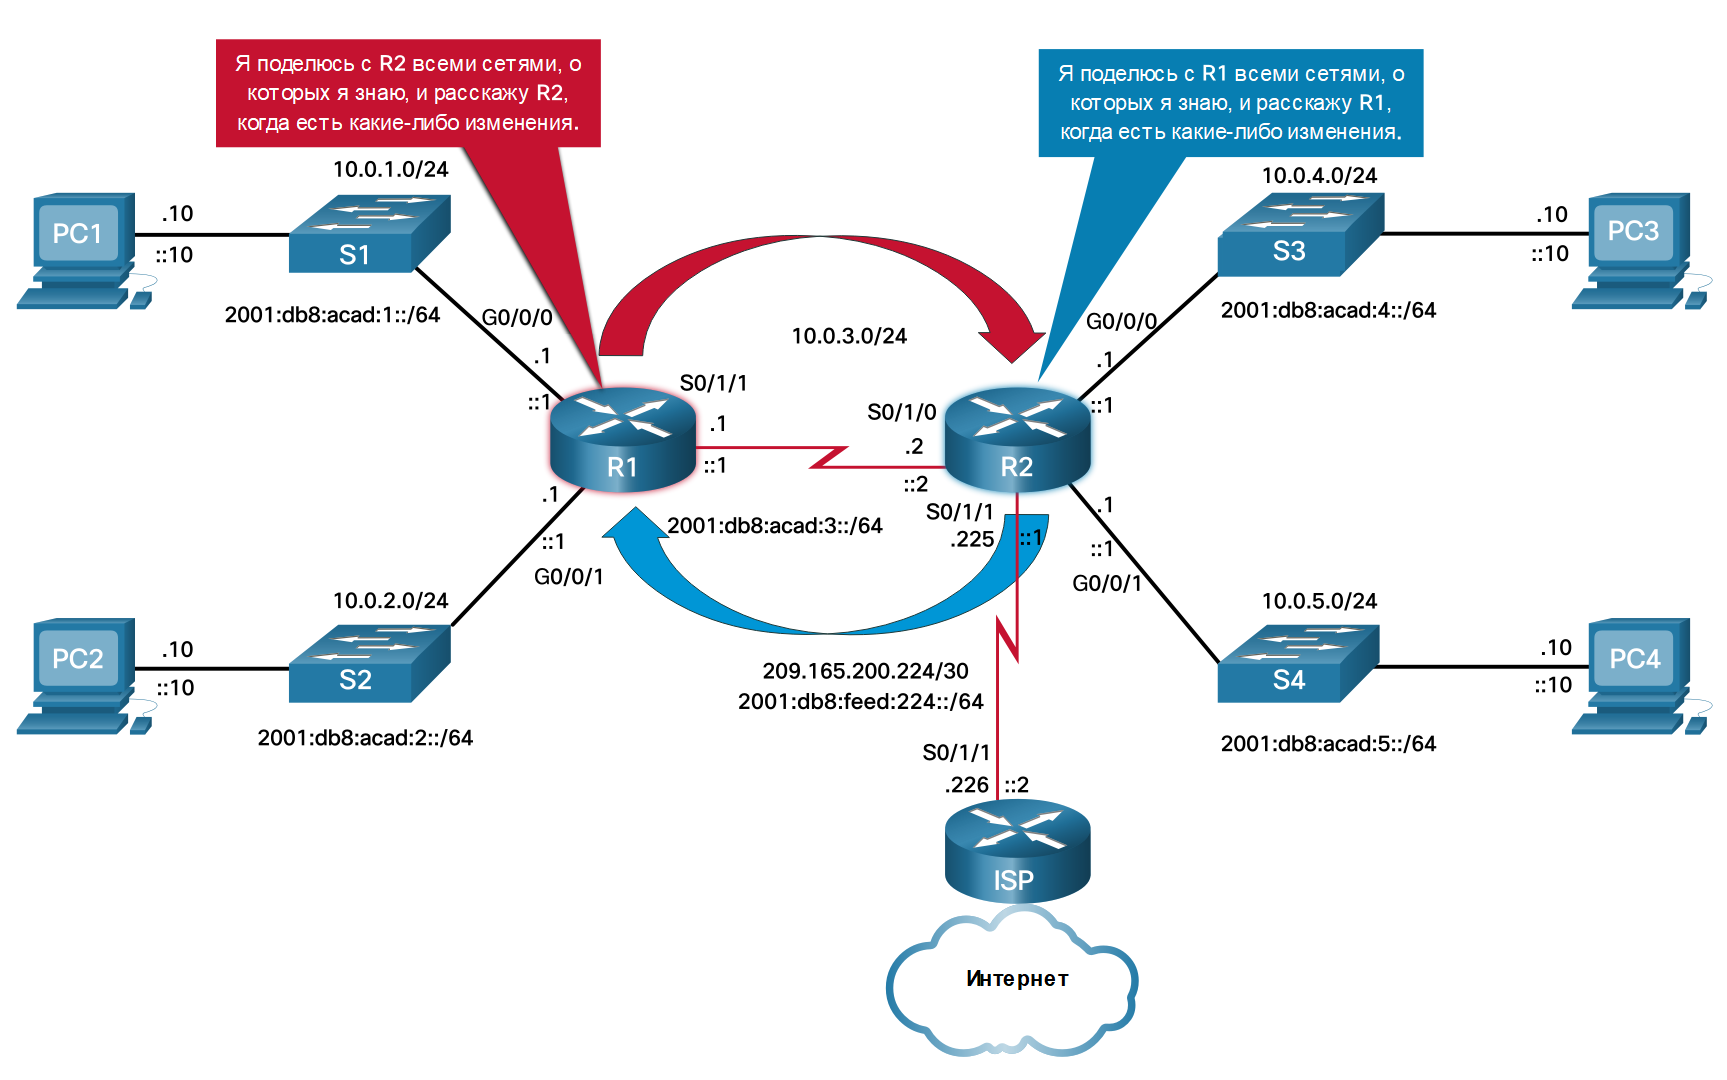 Я поделюсь с R2 всеми сетями, о
которых я знаю, и расскажу R2,
когда есть какие-либо изменения.
Я поделюсь с R1 всеми сетями, о
которых я знаю, и расскажу R1,
когда есть какие-либо изменения.
10.0.1.0/24
10.0.4.0/24
PC1
.10
::10
S1
S3
.10
::10
PC3
2001:db8:acad:1::/64
G0/0/0
.1
::1
10.0.3.0/24
G0/0/0
.1
::1
2001:db8:acad:4::/64
S0/1/1
.1
::1
S0/1/0
.2
::2
R1
R2
.1
::1
G0/0/1
2001:db8:acad:3::/64
S0/1/1
.225
::1
.1
::1
G0/0/1
10.0.2.0/24
10.0.5.0/24
PC2
.10
::10
S2
S4
.10
::10
PC4
209.165.200.224/30
2001:db8:feed:224::/64
2001:db8:acad:2::/64
2001:db8:acad:5::/64
S0/1/1
.226
::2
ISP
Интернет